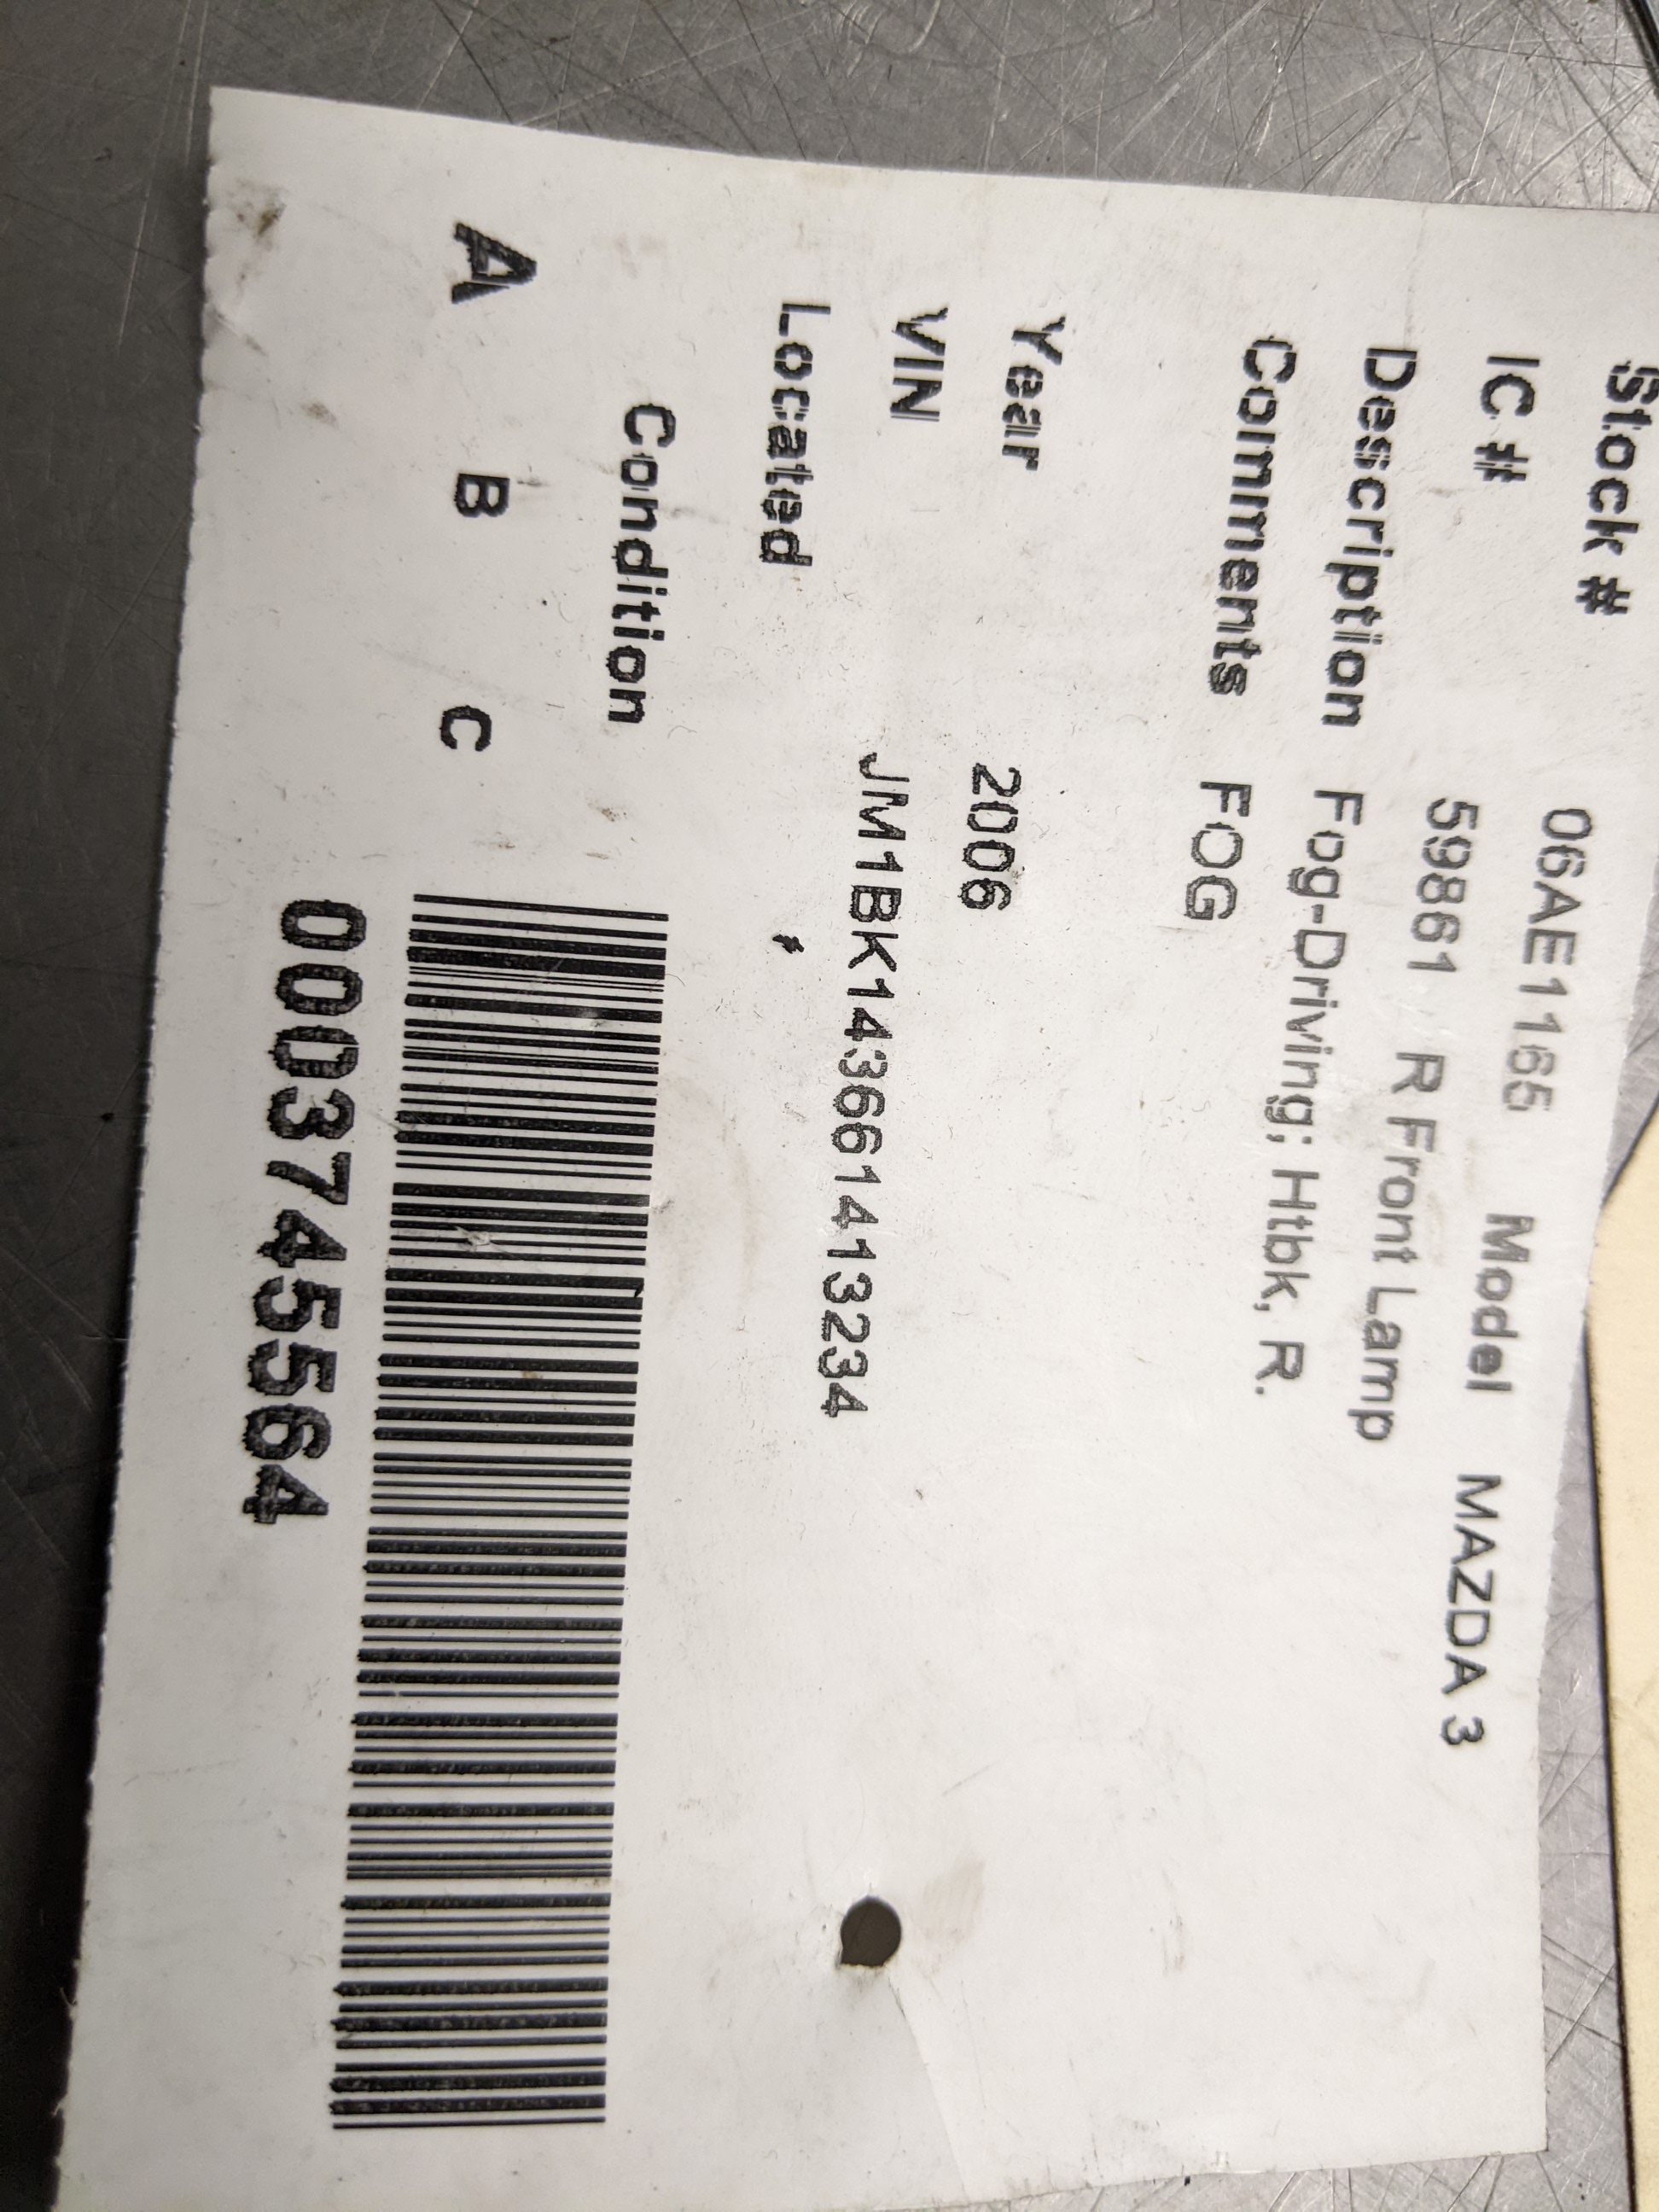 Stock # 06AE1165 Model MAZDA 3
IC # 59861 R Front Lamp
Description Fog-Driving; Htbk, R.
Comments FOG
Year 2006
VIN JM1BK143661413234
Located ,
Condition
A B C
0003745564